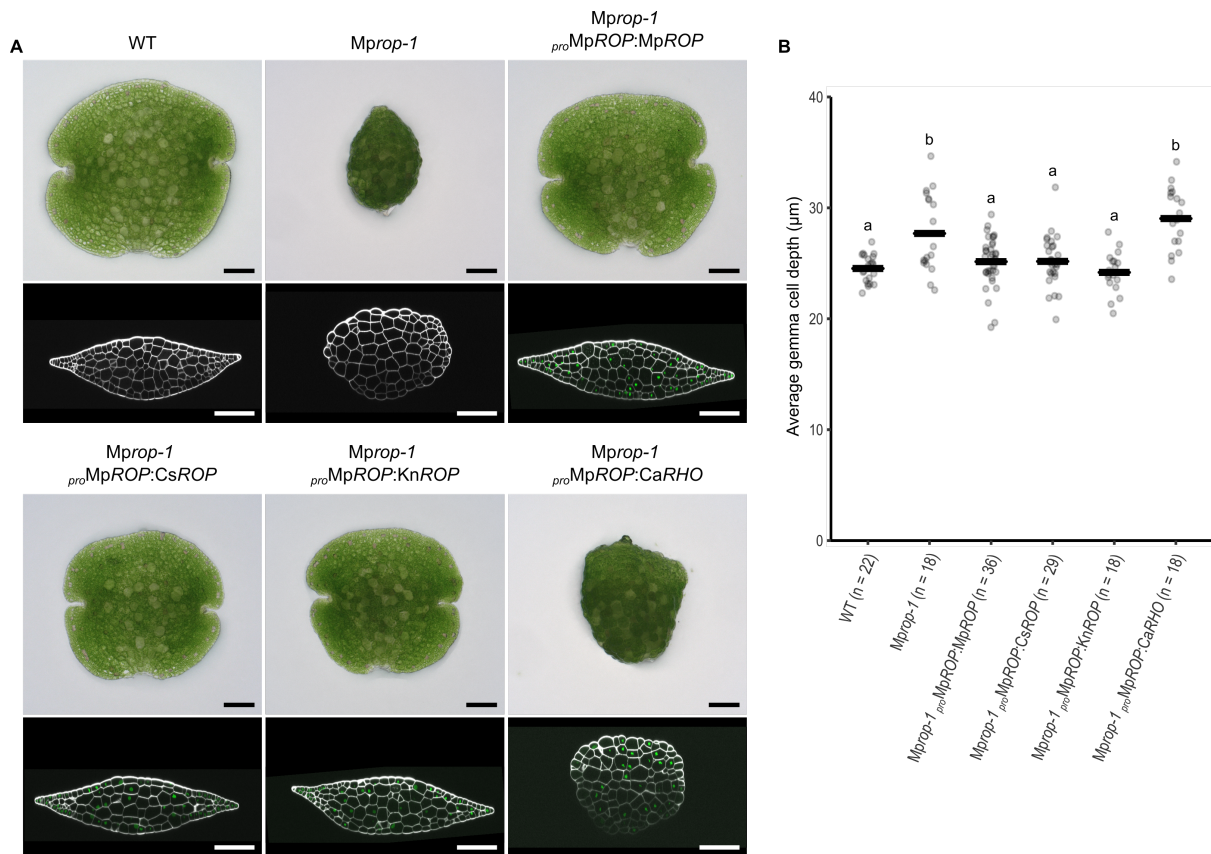 A
WT
Mprop-1
Mprop-1
proMpROP:MpROP
Mprop-1
proMpROP:CsROP
Mprop-1
proMpROP:KnROP
Mprop-1
proMpROP:CaRHO
B
Average gemma cell depth (μm)
40
30
20
10
0
a
b
a
a
a
b
WT (n = 22)
Mprop-1 (n = 18)
Mprop-1 proMpROP:MpROP (n = 36)
Mprop-1 proMpROP:CsROP (n = 29)
Mprop-1 proMpROP:KnROP (n = 18)
Mprop-1 proMpROP:CaRHO (n = 18)